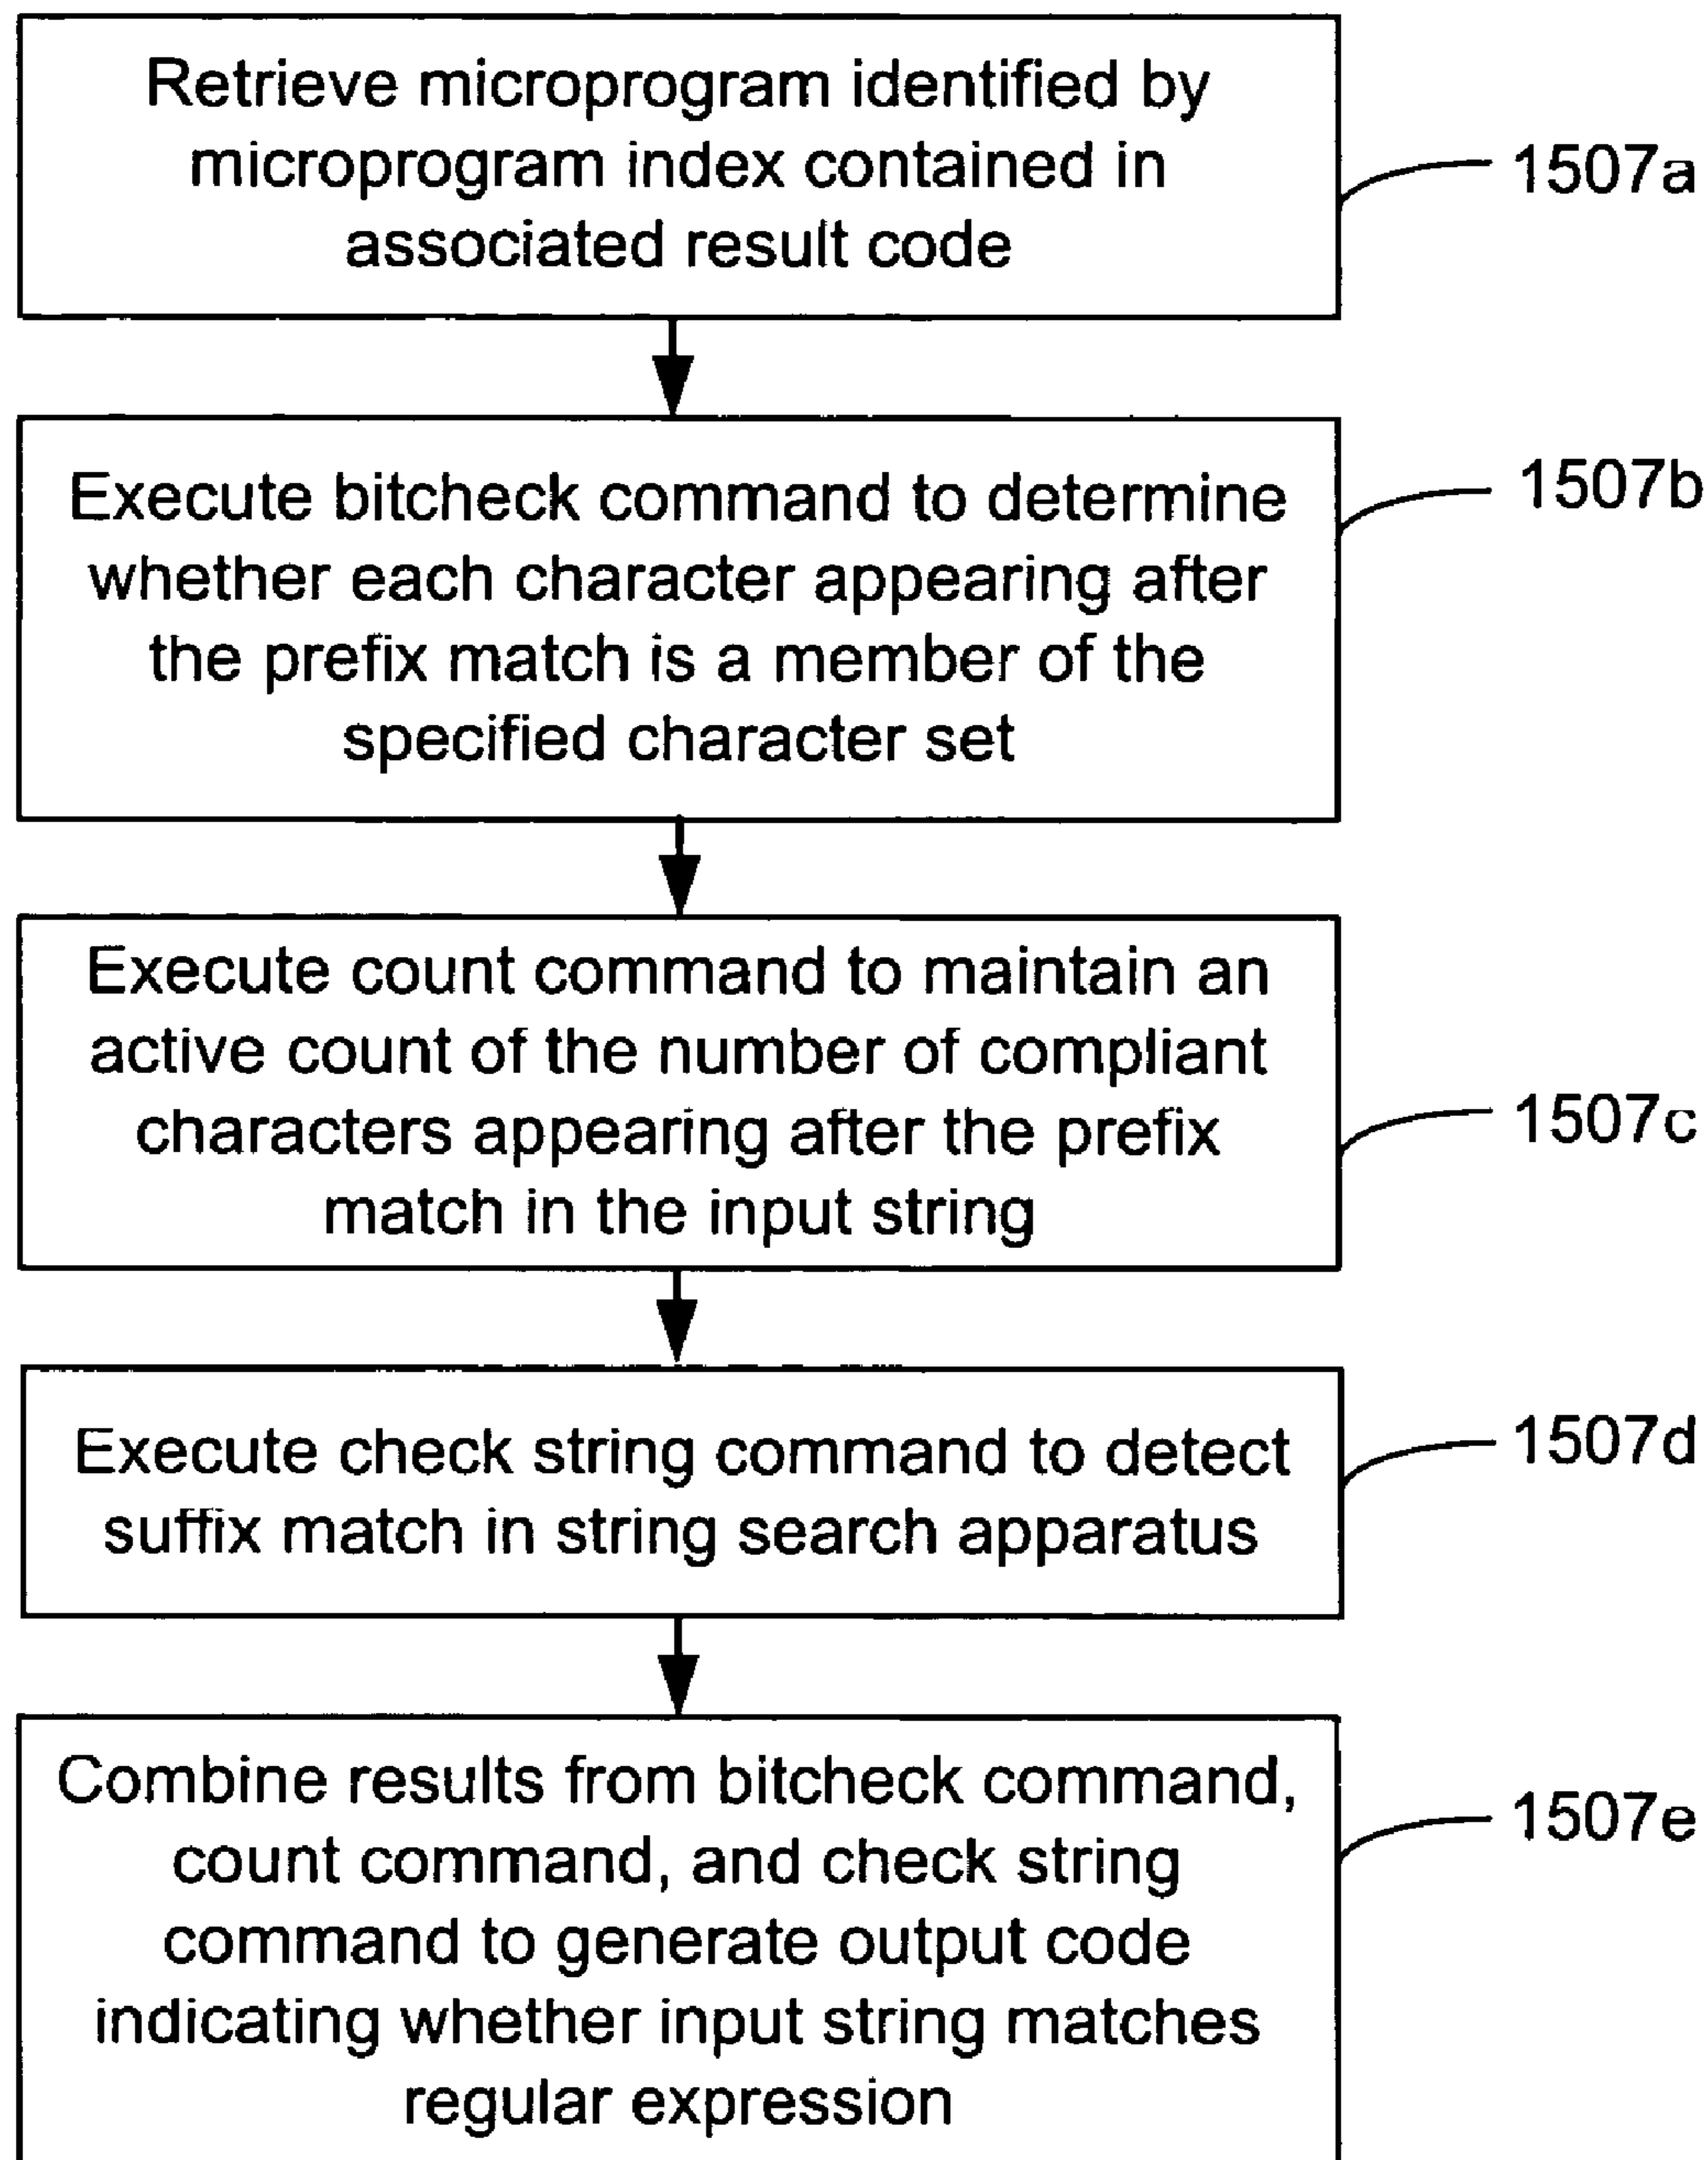 Retrieve microprogram identified by
microprogram index contained in
associated result code
1507a
Execute bitcheck command to determine
whether each character appearing after
the prefix match is a member of the
specified character set
1507b
Execute count command to maintain an
active count of the number of compliant
characters appearing after the prefix
match in the input string
1507c
Execute check string command to detect
suffix match in string search apparatus
1507d
Combine results from bitcheck command,
count command, and check string
command to generate output code
indicating whether input string matches
regular expression
1507e